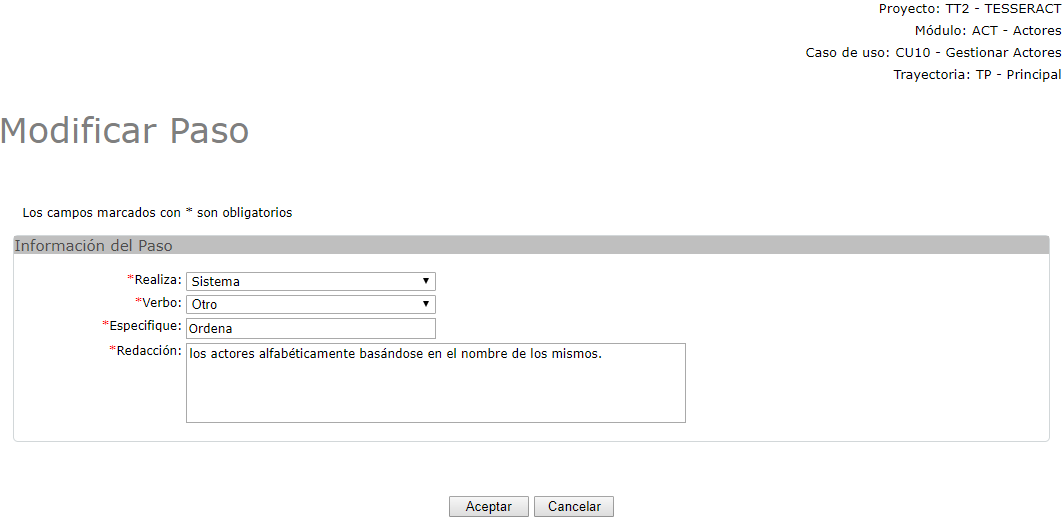 Proyecto: TT2 - TESSERACT
Módulo: ACT - Actores
Caso de uso: CU10 - Gestionar Actores
Trayectoria: TP - Principal
Modificar Paso
Los campos marcados con * son obligatorios
Información del Paso
*Realiza: Sistema
*Verbo: Otro
*Especifique: Ordena
*Redacción: los actores alfabéticamente basándose en el nombre de los mismos.
Aceptar Cancelar